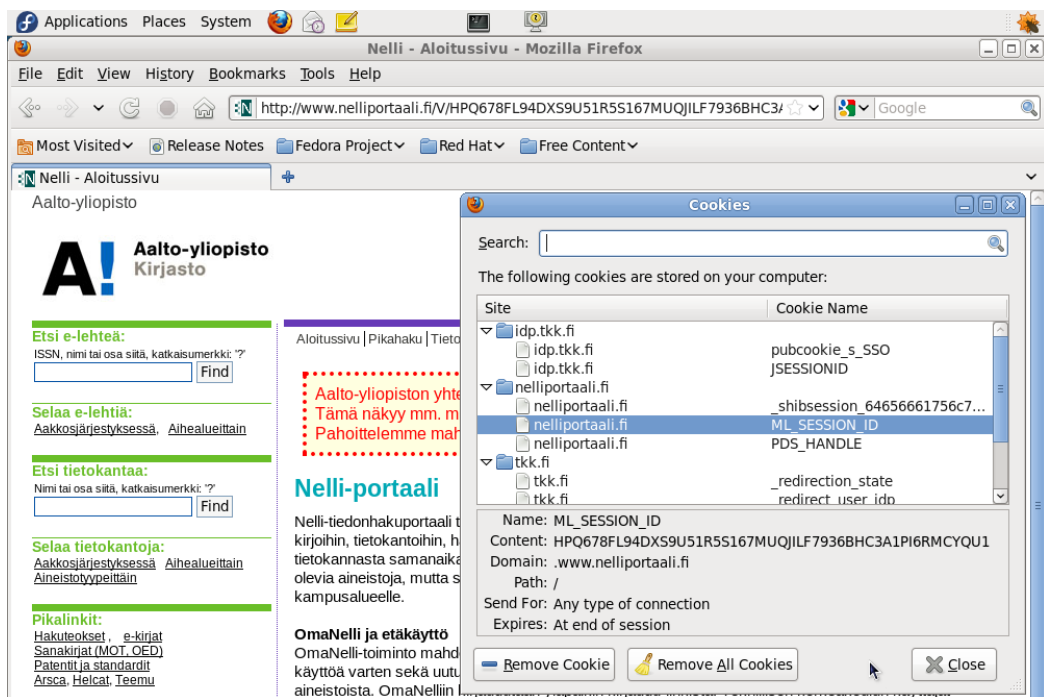 Applications Places System
Nelli - Aloitussivu - Mozilla Firefox
File Edit View History Bookmarks Tools Help
http://www.nelliportaali.fi/V/HPQ678FL94DXS9U51R5S167MUQJILF7936BHC3A
Google
Most Visited Release Notes Fedora Project Red Hat Free Content
Nelli - Aloitussivu
Aalto-yliopisto
A! Aalto-yliopisto
Kirjasto
Etsi e-lehteä:
ISSN, nimi tai osa siitä, katkaisumerkki: '?'
Find
Selaa e-lehtiä:
Aakkosjärjestyksessä, Aihealueittain
Etsi tietokantaa:
Nimi tai osa siitä, katkaisumerkki: '?'
Find
Selaa tietokantoja:
Aakkosjärjestyksessä Aihealueittain
Aineistotyypeittäin
Pikalinkit:
Hakuteokset , e-kirjat
Sanakirjat (MOT, OED)
Patentit ja standardit
Arsca, Helcat, Teemu
Aloitussivu | Pikahaku | Tieto
Aalto-yliopiston yhte
Tämä näkyy mm. m
Pahoittelemme mah
Nelli-portaali
Nelli-tiedonhakuportaali t
kirjoihin, tietokantoihin, h
tietokannasta samanaika
olevia aineistoja, mutta s
kampusalueelle.
OmaNelli ja etäkäyttö
OmaNelli-toiminto mahd
käyttöä varten sekä uutu
Cookies
Search:
The following cookies are stored on your computer:
Site Cookie Name
idp.tkk.fi
idp.tkk.fi pubcookie_s_SSO
idp.tkk.fi JSESSIONID
nelliportaali.fi
nelliportaali.fi _shibsession_64656661756c7...
nelliportaali.fi ML_SESSION_ID
nelliportaali.fi PDS_HANDLE
tkk.fi
tkk.fi _redirection_state
tkk.fi _redirect_user_idp
Name: ML_SESSION_ID
Content: HPQ678FL94DXS9U51R5S167MUQJILF7936BHC3A1PI6RMCYQU1
Domain: .www.nelliportaali.fi
Path: /
Send For: Any type of connection
Expires: At end of session
Remove Cookie Remove All Cookies Close